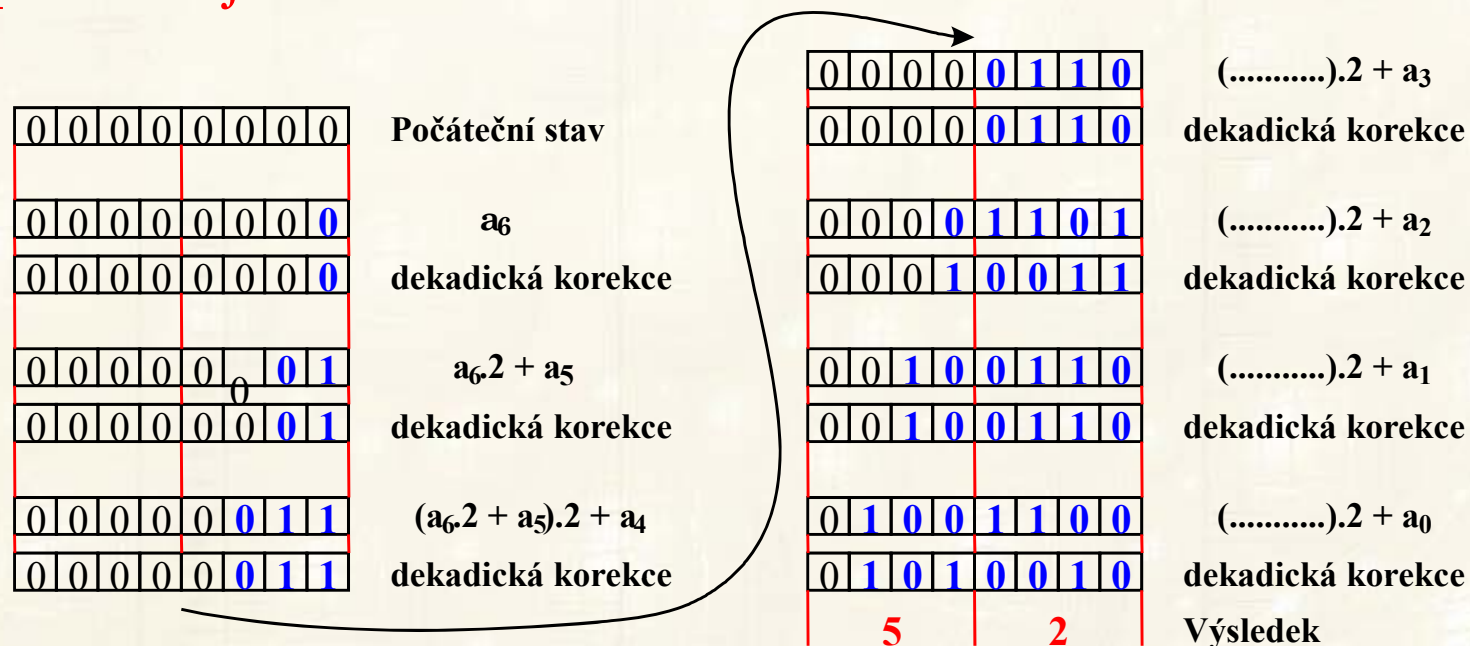 0 0 0 0 0 0 0 0 Počáteční stav
0 0 0 0 0 0 0 0 a6
0 0 0 0 0 0 0 0 dekadická korekce
0 0 0 0 0 0 0 1 a6.2 + a5
0 0 0 0 0 0 0 1 dekadická korekce
0 0 0 0 0 0 1 1 (a6.2 + a5).2 + a4
0 0 0 0 0 0 1 1 dekadická korekce
0 0 0 0 0 1 1 0 (...........).2 + a3
0 0 0 0 0 1 1 0 dekadická korekce
0 0 0 0 1 1 0 1 (...........).2 + a2
0 0 0 1 0 0 1 1 dekadická korekce
0 0 1 0 0 1 1 0 (...........).2 + a1
0 0 1 0 0 1 1 0 dekadická korekce
0 1 0 0 1 1 0 0 (...........).2 + a0
0 1 0 1 0 0 1 0 dekadická korekce
5 2 Výsledek